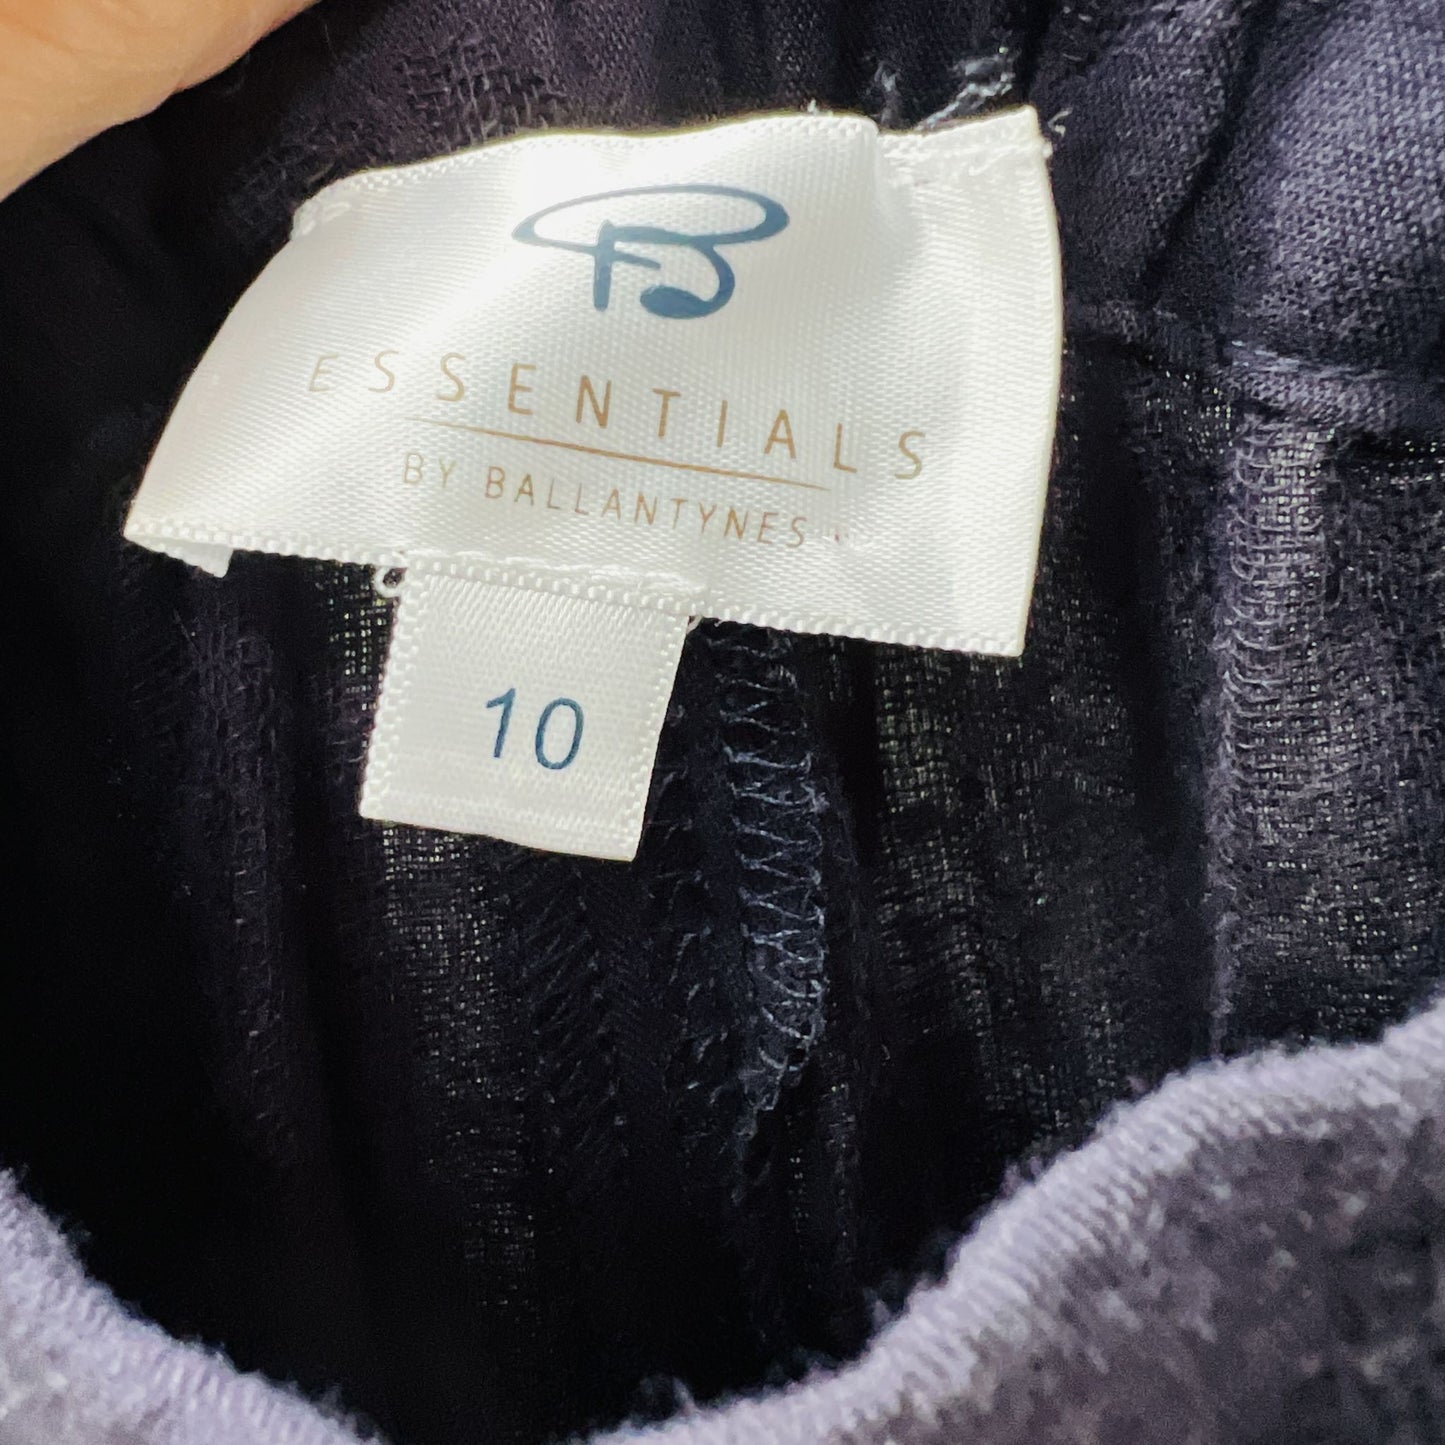 B
ESSENTIALS
BY BALLANTYNES
10